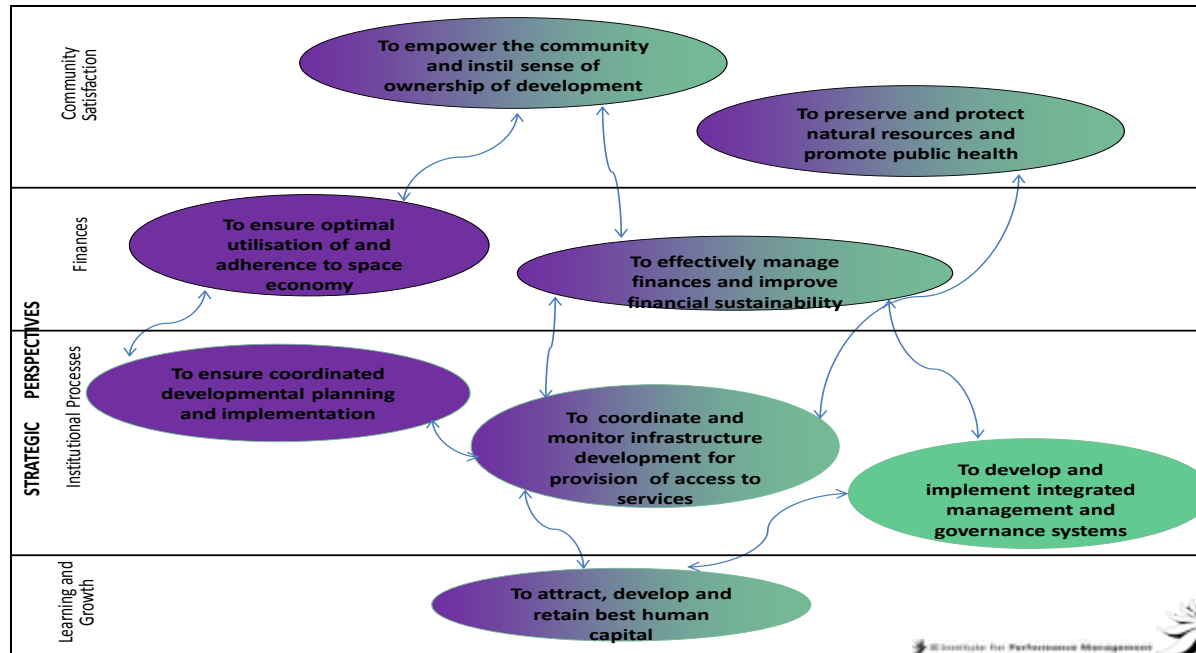 To empower the community
and instil sense of
ownership of development
To preserve and protect
natural resources and
promote public health
Community
Satisfaction
To ensure optimal
utilisation of and
adherence to space
economy
To effectively manage
finances and improve
financial sustainability
Finances
STRATEGIC PERSPECTIVES
Institutional Processes
To ensure coordinated
developmental planning
and implementation
To coordinate and
monitor infrastructure
development for
provision of access to
services
To develop and
implement integrated
management and
governance systems
Learning and
Growth
To attract, develop and
retain best human
capital
Institute for Performance Management